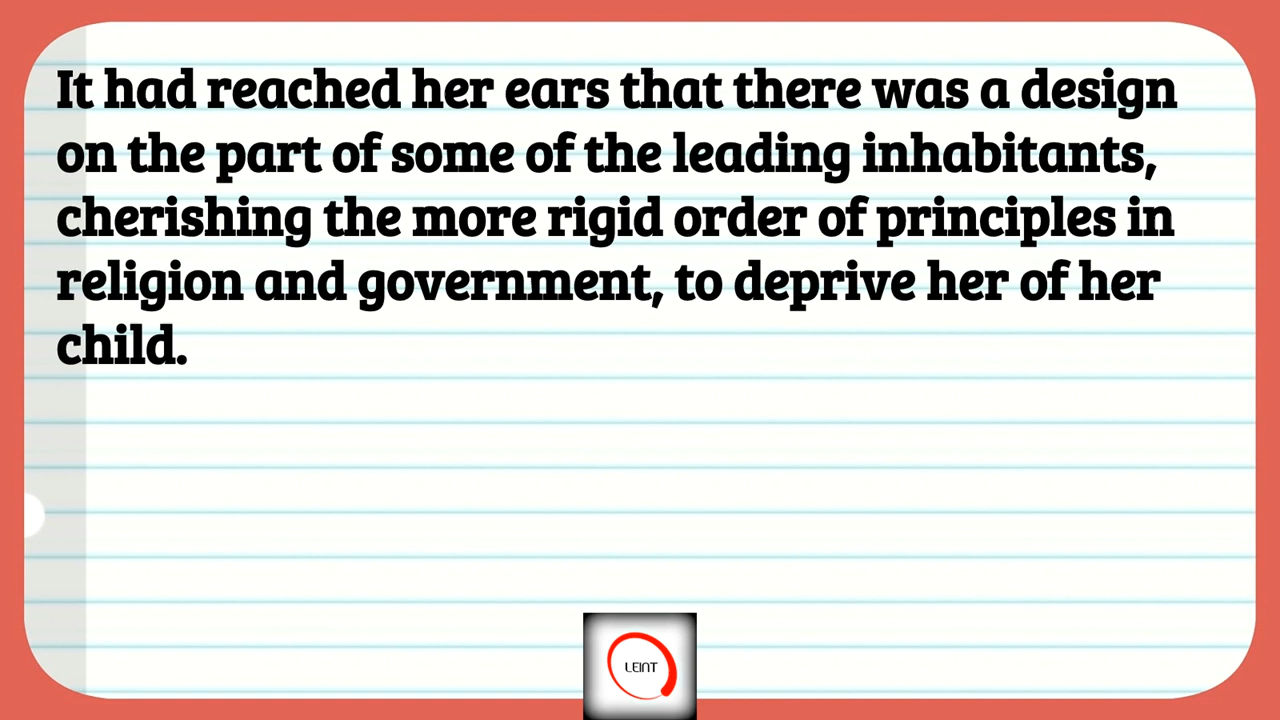 It had reached her ears that there was a design
on the part of some of the leading inhabitants,
cherishing the more rigid order of principles in
religion and government, to deprive her of her
child.
LEINT